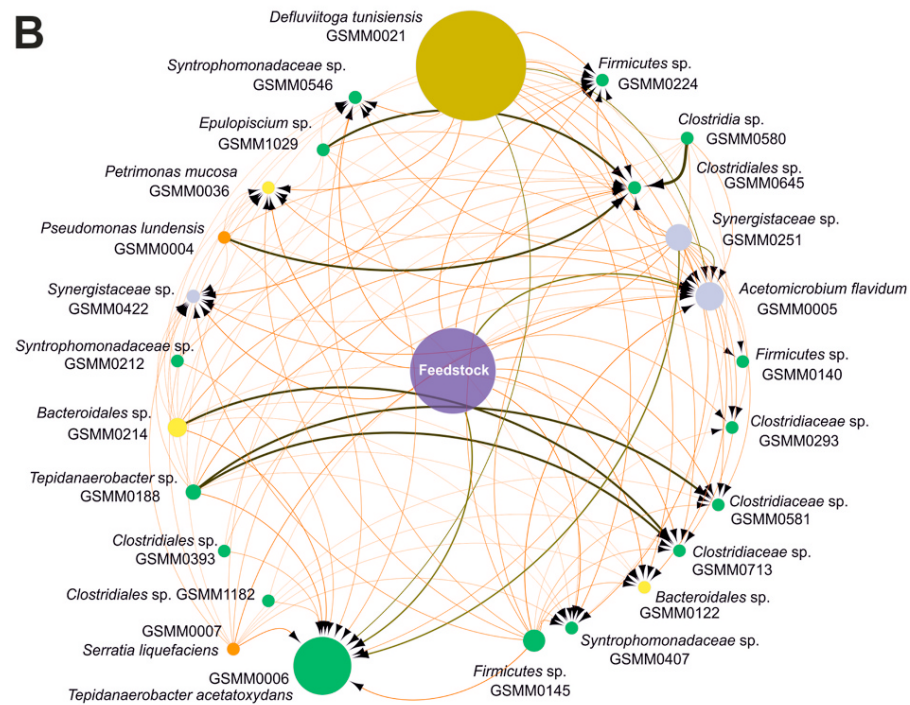 B
Defluviitoga tunisiensis
GSMM0021
Syntrophomonadaceae sp.
GSMM0546
Firmicutes sp.
GSMM0224
Epulopiscium sp.
GSMM1029
Clostridia sp.
GSMM0580
Petrimonas mucosa
GSMM0036
Clostridiales sp.
GSMM0645
Pseudomonas lundensis
GSMM0004
Synergistaceae sp.
GSMM0251
Synergistaceae sp.
GSMM0422
Acetomicrobium flavidum
GSMM0005
Syntrophomonadaceae sp.
GSMM0212
Feedstock
Firmicutes sp.
GSMM0140
Bacteroidales sp.
GSMM0214
Clostridiaceae sp.
GSMM0293
Tepidanaerobacter sp.
GSMM0188
Clostridiaceae sp.
GSMM0581
Clostridiales sp.
GSMM0393
Clostridiaceae sp.
GSMM0713
Clostridiales sp. GSMM1182
Bacteroidales sp.
GSMM0122
GSMM0007
Serratia liquefaciens
Syntrophomonadaceae sp.
GSMM0407
GSMM0006
Tepidanaerobacter acetatoxydans
Firmicutes sp.
GSMM0145